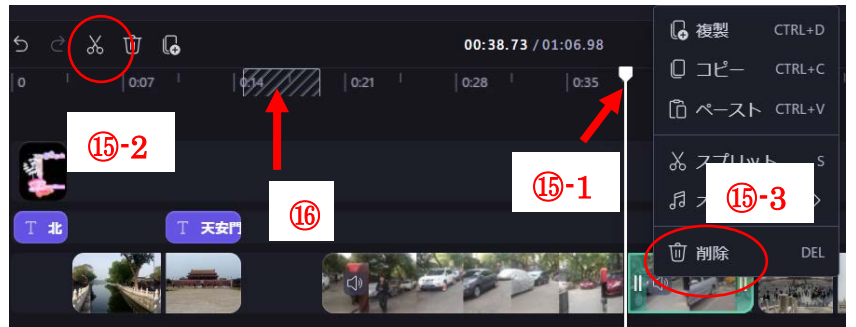 00:38.73 / 01:06.98
0 0:07 0:14 0:21 0:28 0:35
複製 CTRL+D
コピー CTRL+C
ペースト CTRL+V
スプリット S
削除 DEL
⑮-2
⑮-1
⑮-3
⑯
T 北
T 天安門